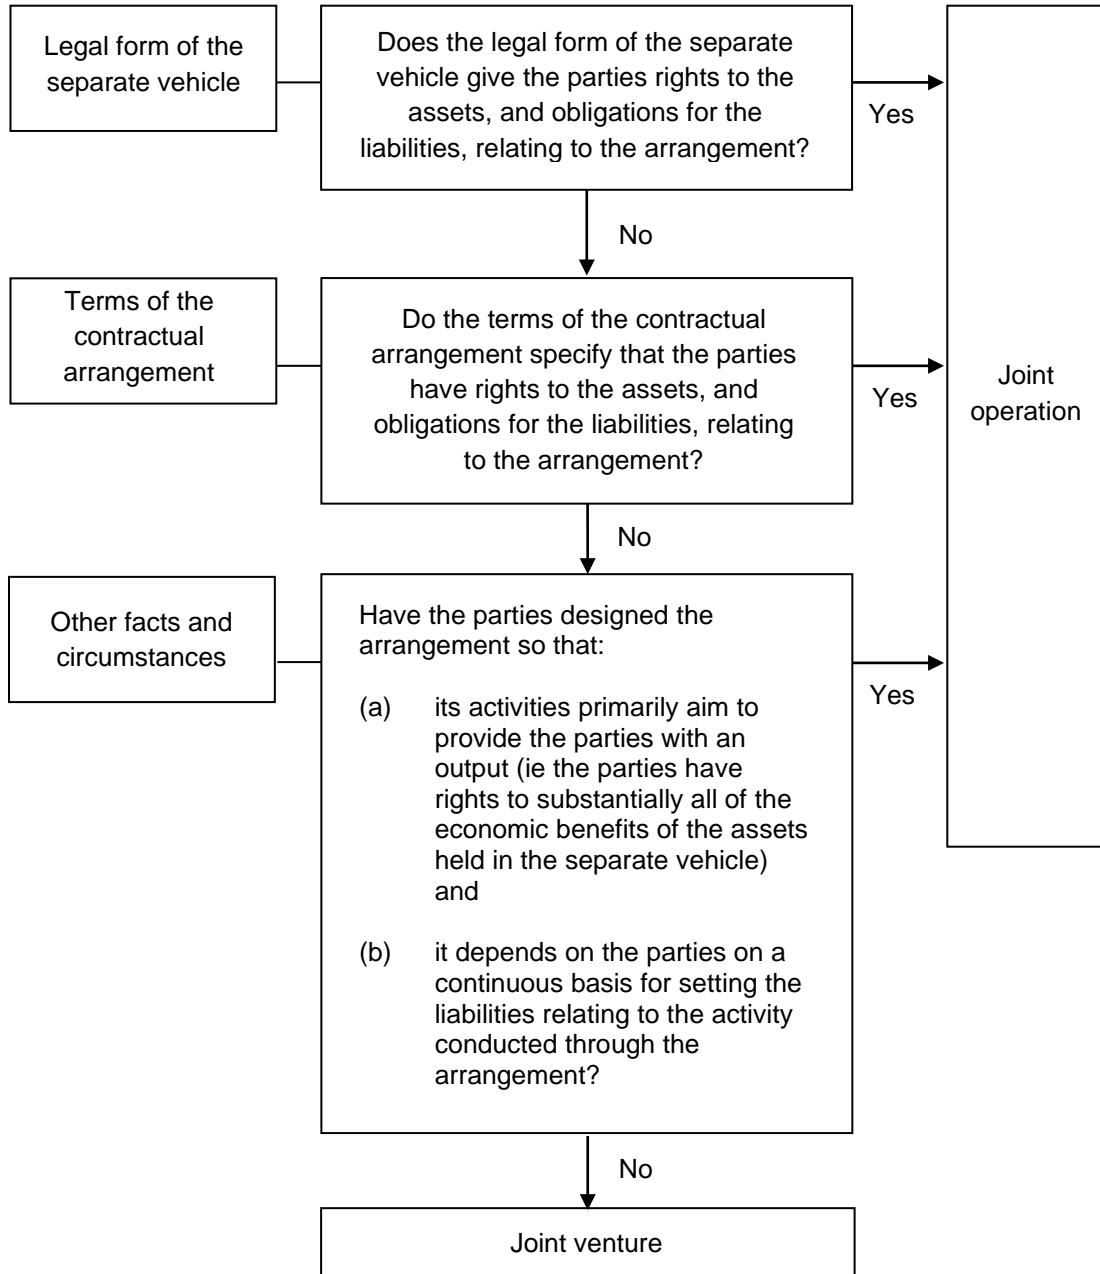 Legal form of the
separate vehicle
Does the legal form of the separate
vehicle give the parties rights to the
assets, and obligations for the
liabilities, relating to the arrangement?
Yes
No
Terms of the
contractual
arrangement
Do the terms of the contractual
arrangement specify that the parties
have rights to the assets, and
obligations for the liabilities, relating
to the arrangement?
Yes
Joint
operation
No
Other facts and
circumstances
Have the parties designed the
arrangement so that:
(a) its activities primarily aim to
provide the parties with an
output (ie the parties have
rights to substantially all of the
economic benefits of the assets
held in the separate vehicle)
and
(b) it depends on the parties on a
continuous basis for setting the
liabilities relating to the activity
conducted through the
arrangement?
Yes
No
Joint venture